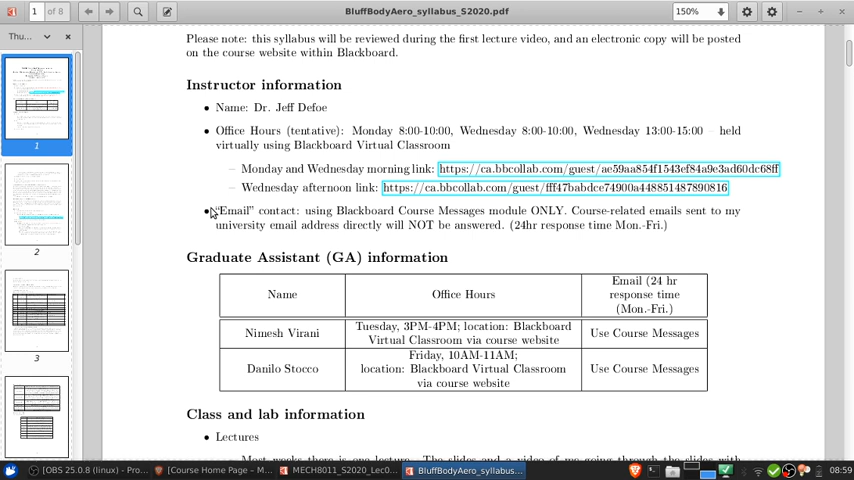 1 of 8
BluffBodyAero_syllabus_S2020.pdf
150%
Thu...
Please note: this syllabus will be reviewed during the first lecture video, and an electronic copy will be posted
on the course website within Blackboard.
Instructor information
• Name: Dr. Jeff Defoe
• Office Hours (tentative): Monday 8:00-10:00, Wednesday 8:00-10:00, Wednesday 13:00-15:00 – held
virtually using Blackboard Virtual Classroom
– Monday and Wednesday morning link: https://ca.bbcollab.com/guest/ae59aa854f1543ef84a9e3ad60dc68ff
– Wednesday afternoon link: https://ca.bbcollab.com/guest/fff47babdce74900a448851487890816
• “Email” contact: using Blackboard Course Messages module ONLY. Course-related emails sent to my
university email address directly will NOT be answered. (24hr response time Mon.-Fri.)
Graduate Assistant (GA) information
Name
Office Hours
Email (24 hr
response time
(Mon.-Fri.)
Nimesh Virani
Tuesday, 3PM-4PM; location: Blackboard
Virtual Classroom via course website
Use Course Messages
Danilo Stocco
Friday, 10AM-11AM;
location: Blackboard Virtual Classroom
via course website
Use Course Messages
Class and lab information
• Lectures
1
2
3
[OBS 25.0.8 (linux) - Pro...
[Course Home Page – M...
MECH8011_S2020_Lec0...
BluffBodyAero_syllabus...
08:59